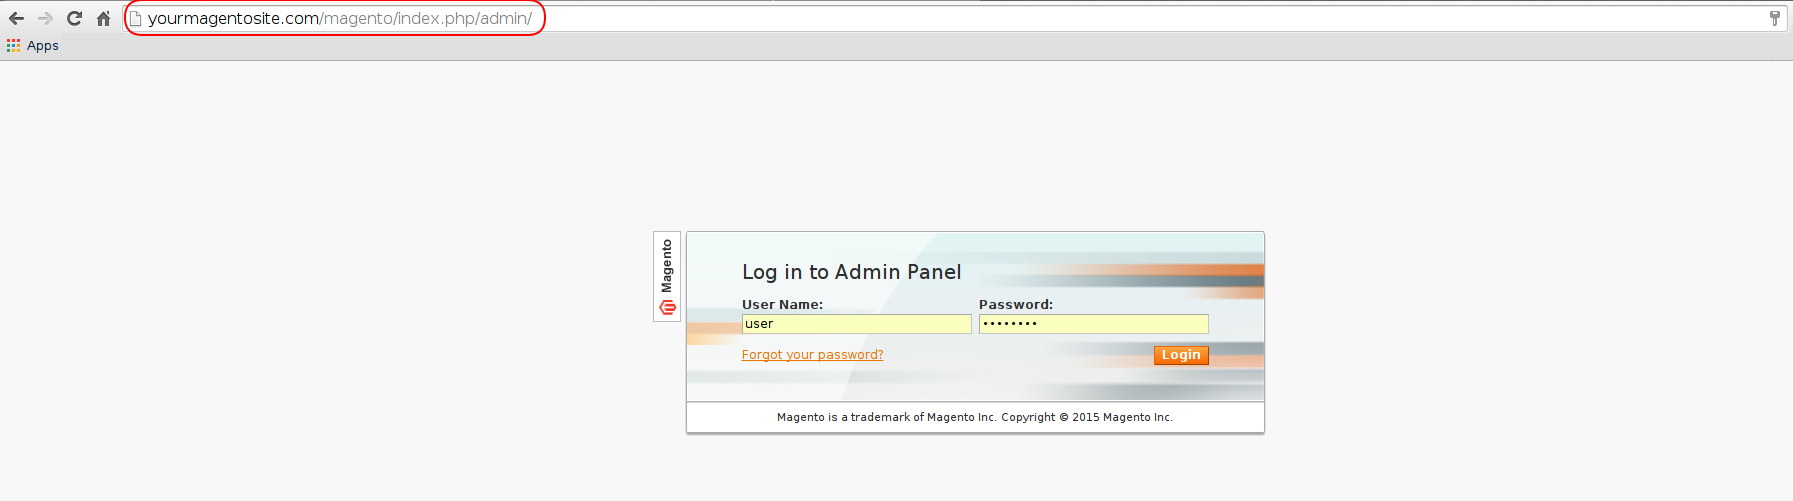 yourmagentosite.com/magento/index.php/admin/
Apps
Magento
Log in to Admin Panel
User Name: Password:
user ••••••••
Forgot your password? Login
Magento is a trademark of Magento Inc. Copyright © 2015 Magento Inc.